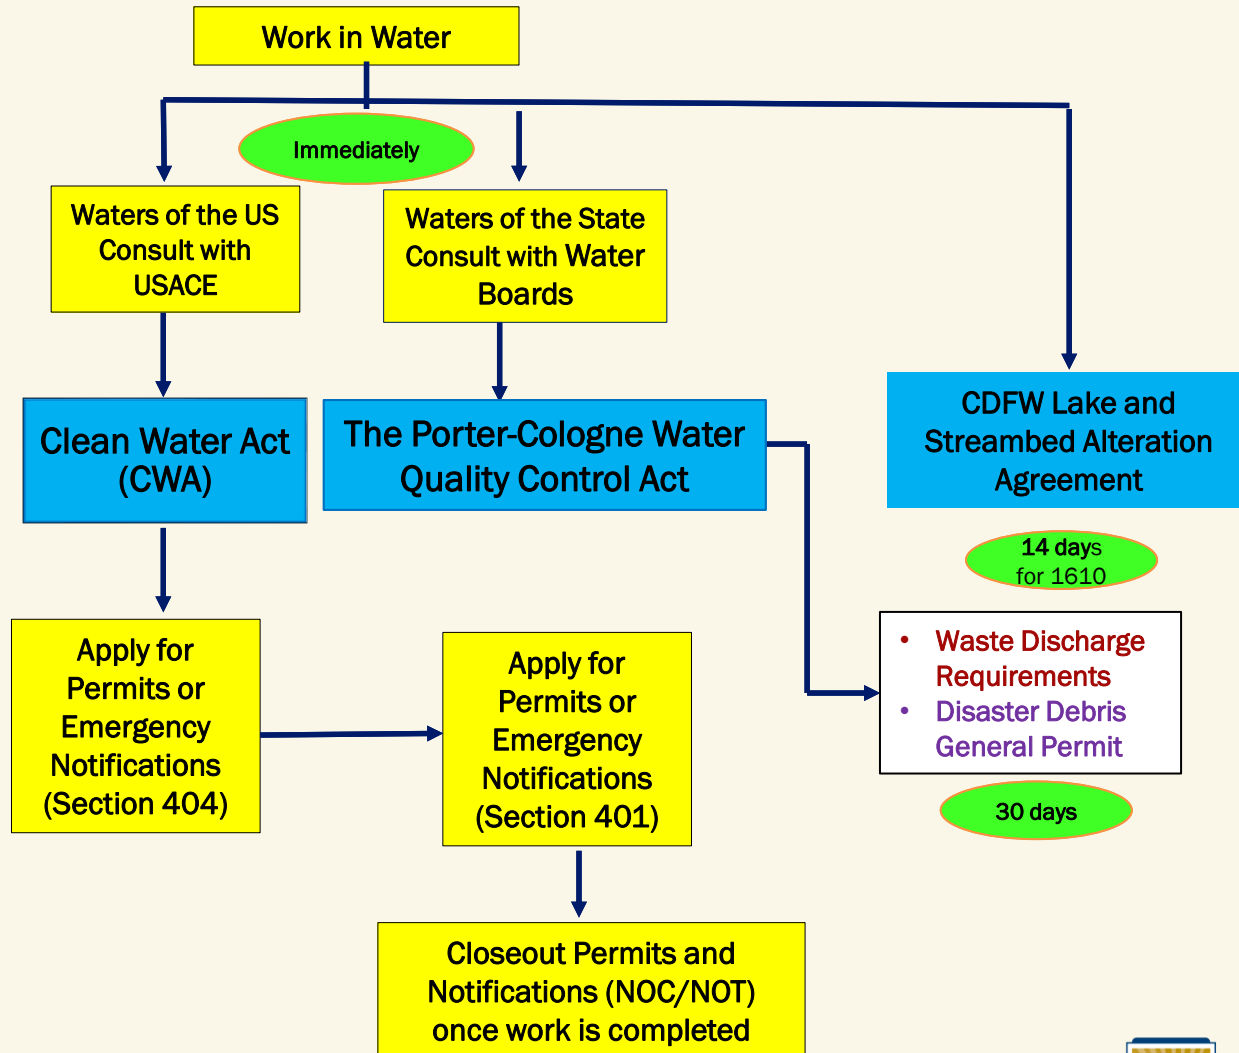 Work in Water
Immediately
Waters of the US
Consult with
USACE
Waters of the State
Consult with Water
Boards
Clean Water Act
(CWA)
The Porter-Cologne Water
Quality Control Act
CDFW Lake and
Streambed Alteration
Agreement
14 days
for 1610
Apply for
Permits or
Emergency
Notifications
(Section 404)
Apply for
Permits or
Emergency
Notifications
(Section 401)
• Waste Discharge
Requirements
• Disaster Debris
General Permit
30 days
Closeout Permits and
Notifications (NOC/NOT)
once work is completed